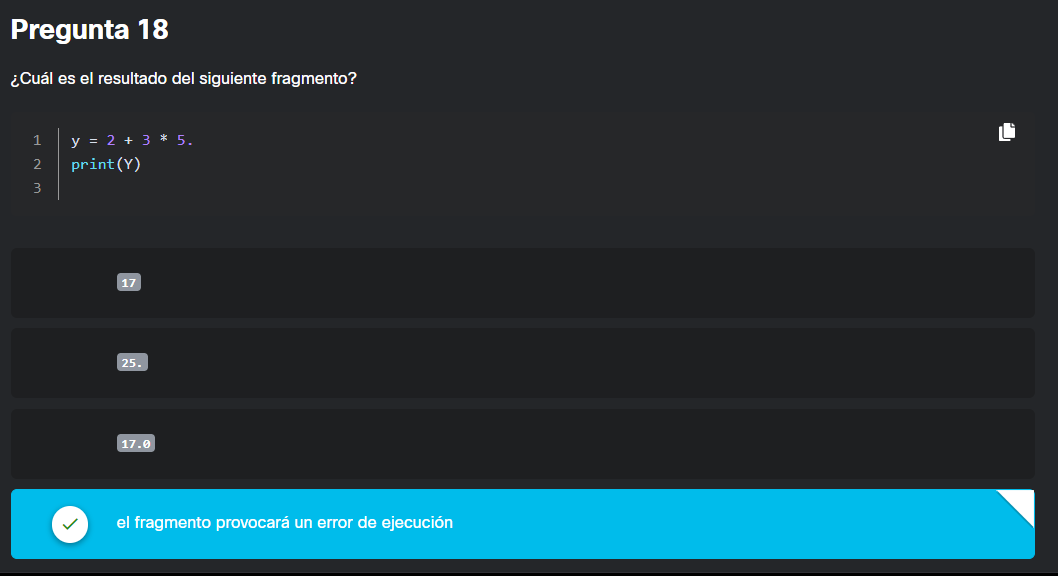 Pregunta 18
¿Cuál es el resultado del siguiente fragmento?
1 y = 2 + 3 * 5.
2 print(Y)
3
17
25.
17.0
el fragmento provocará un error de ejecución